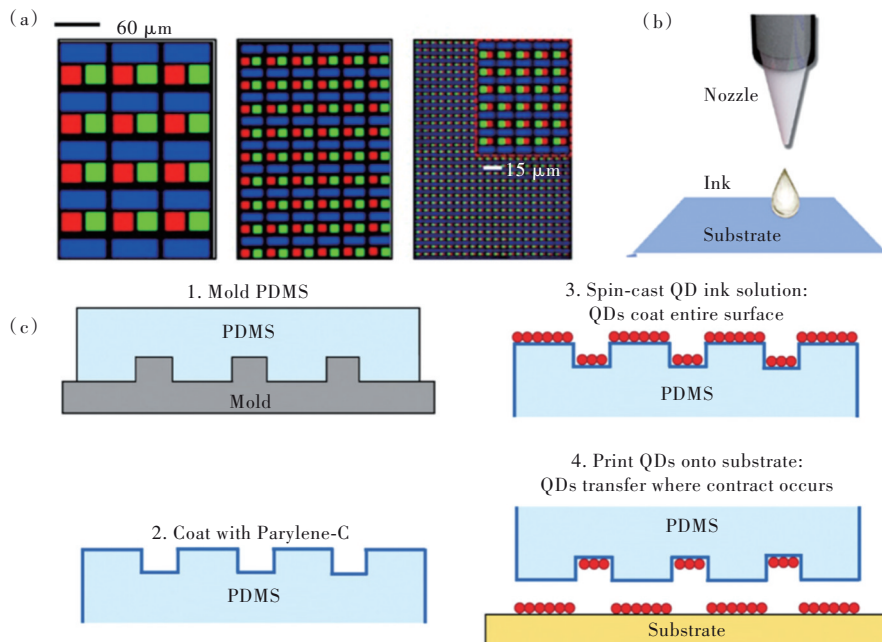 (a)
60 μm
15 μm
(b)
Nozzle
Ink
Substrate
(c)
1. Mold PDMS
PDMS
Mold
2. Coat with Parylene-C
PDMS
3. Spin-cast QD ink solution:
QDs coat entire surface
PDMS
4. Print QDs onto substrate:
QDs transfer where contract occurs
PDMS
Substrate